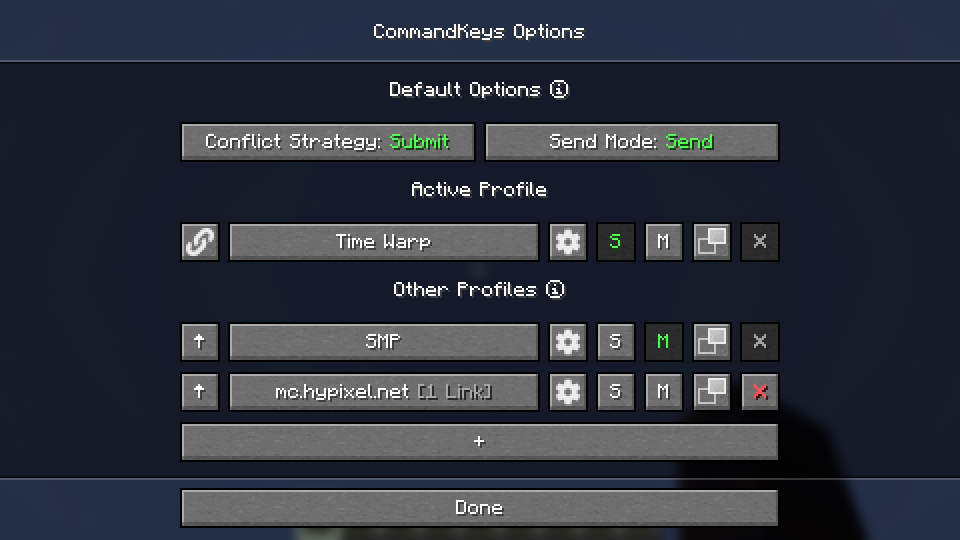 CommandKeys Options
Default Options ⓘ
Conflict Strategy: Submit Send Mode: Send
Active Profile
Time Warp S M ×
Other Profiles ⓘ
↑ SMP S M ×
↑ mc.hypixel.net [1 Link] S M ×
+
Done